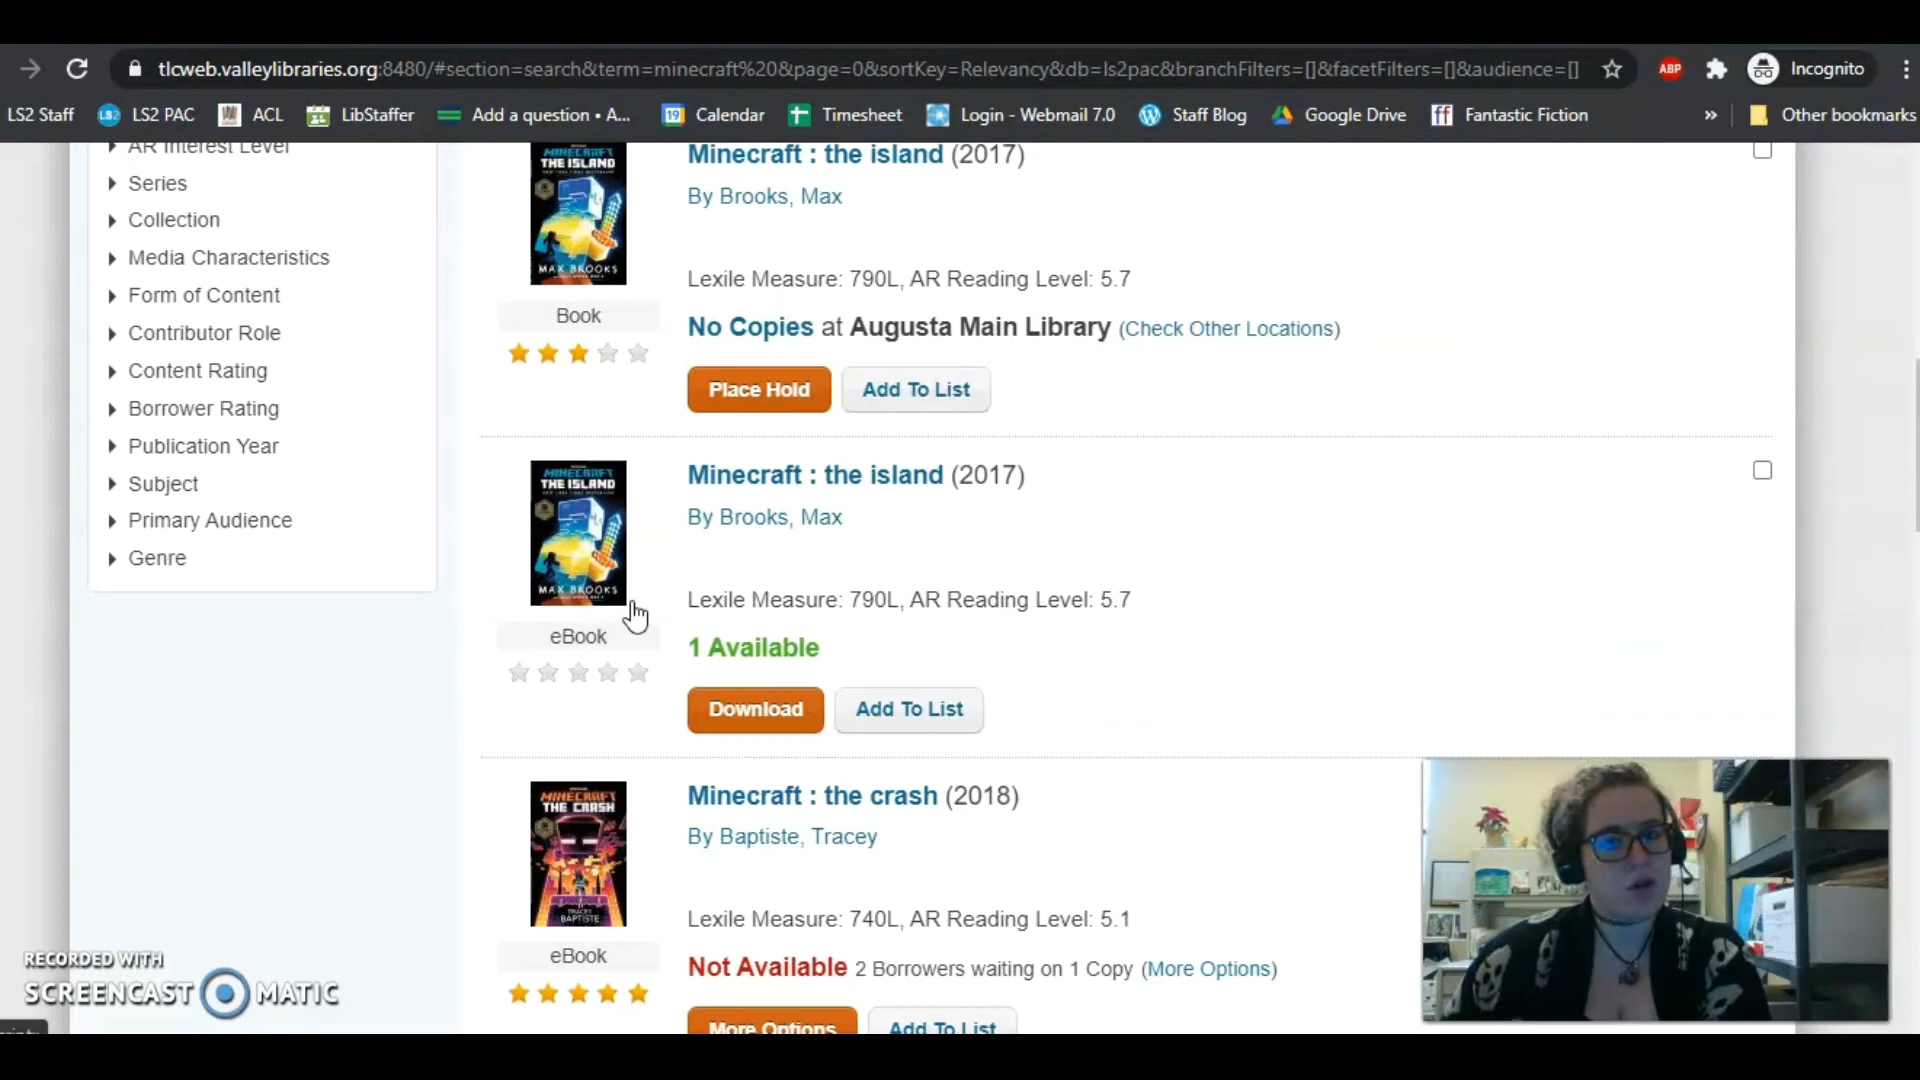 tlcweb.valleylibraries.org:8480/#section=search&term=minecraft%20&page=0&sortKey=Relevancy&db=ls2pac&branchFilters=[]&facetFilters=[]&audience=[]
ABP
Incognito
LS2 Staff
LS2
LS2 PAC
ACL
LibStaffer
Add a question • A...
19
Calendar
Timesheet
Login - Webmail 7.0
Staff Blog
Google Drive
ff
Fantastic Fiction
»
Other bookmarks
AR Interest Level
Series
Collection
Media Characteristics
Form of Content
Contributor Role
Content Rating
Borrower Rating
Publication Year
Subject
Primary Audience
Genre
MINECRAFT
THE ISLAND
MAX BROOKS
Book
Minecraft : the island (2017)
By Brooks, Max
Lexile Measure: 790L, AR Reading Level: 5.7
No Copies at Augusta Main Library (Check Other Locations)
Place Hold
Add To List
MINECRAFT
THE ISLAND
MAX BROOKS
eBook
Minecraft : the island (2017)
By Brooks, Max
Lexile Measure: 790L, AR Reading Level: 5.7
1 Available
Download
Add To List
MINECRAFT
THE CRASH
TRACEY
BAPTISTE
eBook
Minecraft : the crash (2018)
By Baptiste, Tracey
Lexile Measure: 740L, AR Reading Level: 5.1
Not Available 2 Borrowers waiting on 1 Copy (More Options)
More Options
Add To List
RECORDED WITH
SCREENCAST MATIC